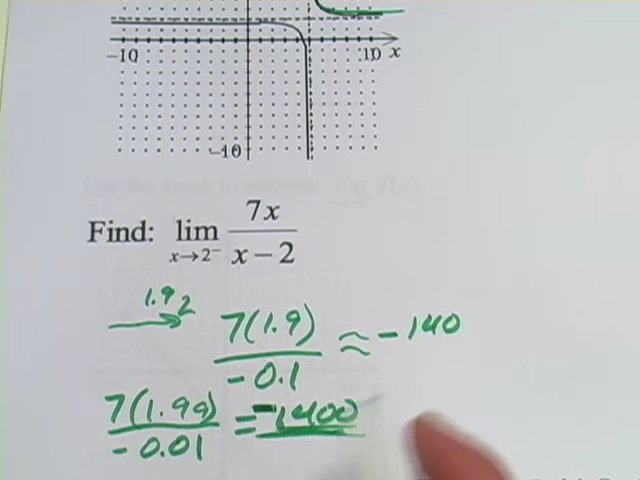 -10 10 x
-10
Find: lim x→2⁻ 7x / x − 2
1.9 2
7(1.9) / -0.1 ≈ -140
7(1.99) / -0.01 = -1400